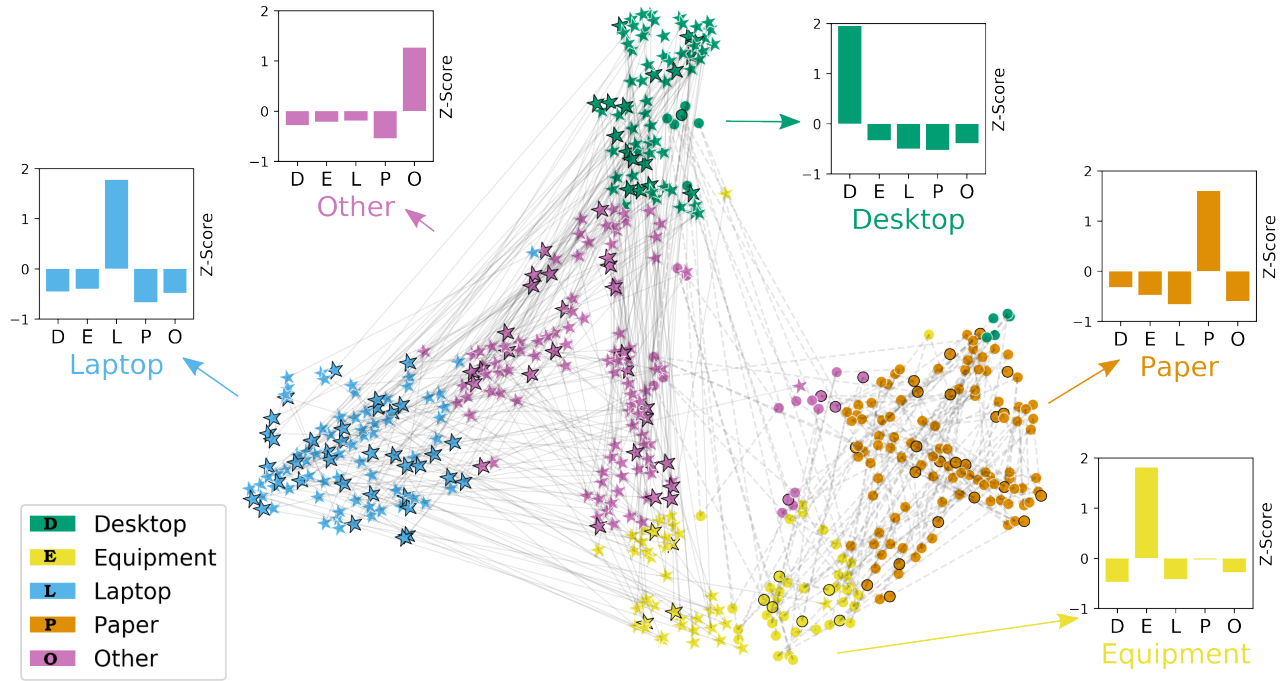 2
1
0
−1
D E L P O
Z-Score
Other
2
1
0
−1
D E L P O
Z-Score
Desktop
2
1
0
−1
D E L P O
Z-Score
Laptop
2
1
0
−1
D E L P O
Z-Score
Paper
2
1
0
−1
D E L P O
Z-Score
Equipment
D Desktop
E Equipment
L Laptop
P Paper
O Other